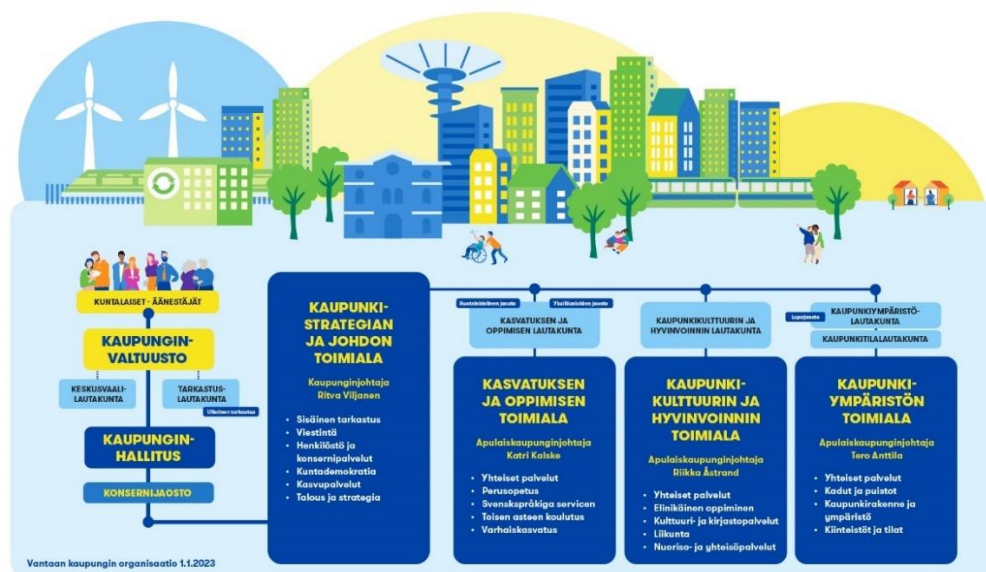 KUNTALAISET - ÄÄNESTÄJÄT
KAUPUNGIN-
VALTUUSTO
KESKUSVAALI-
LAUTAKUNTA
TARKASTUS-
LAUTAKUNTA
Ulkoinen tarkastus
KAUPUNGIN-
HALLITUS
KONSERNIJAOSTO
KAUPUNKI-
STRATEGIAN
JA JOHDON
TOIMIALA
Kaupunginjohtaja
Ritva Viljanen
• Sisäinen tarkastus
• Viestintä
• Henkilöstö ja
konsernipalvelut
• Kuntademokratia
• Kasvupalvelut
• Talous ja strategia
Ruotsinkielinen jaosto
Yksilöasioiden jaosto
KASVATUKSEN JA
OPPIMISEN LAUTAKUNTA
KASVATUKSEN
JA OPPIMISEN
TOIMIALA
Apulaiskaupunginjohtaja
Katri Kalske
• Yhteiset palvelut
• Perusopetus
• Svenskspråkiga servicen
• Toisen asteen koulutus
• Varhaiskasvatus
KAUPUNKIKULTTUURIN JA
HYVINVOINNIN LAUTAKUNTA
KAUPUNKI-
KULTTUURIN JA
HYVINVOINNIN
TOIMIALA
Apulaiskaupunginjohtaja
Riikka Åstrand
• Yhteiset palvelut
• Elinikäinen oppiminen
• Kulttuuri- ja kirjastopalvelut
• Liikunta
• Nuoriso- ja yhteisöpalvelut
Lupajaosto
KAUPUNKIYMPÄRISTÖ-
LAUTAKUNTA
KAUPUNKITILALAUTAKUNTA
KAUPUNKI-
YMPÄRISTÖN
TOIMIALA
Apulaiskaupunginjohtaja
Tero Anttila
• Yhteiset palvelut
• Kadut ja puistot
• Kaupunkirakenne ja
ympäristö
• Kiinteistöt ja tilat
Vantaan kaupungin organisaatio 1.1.2023